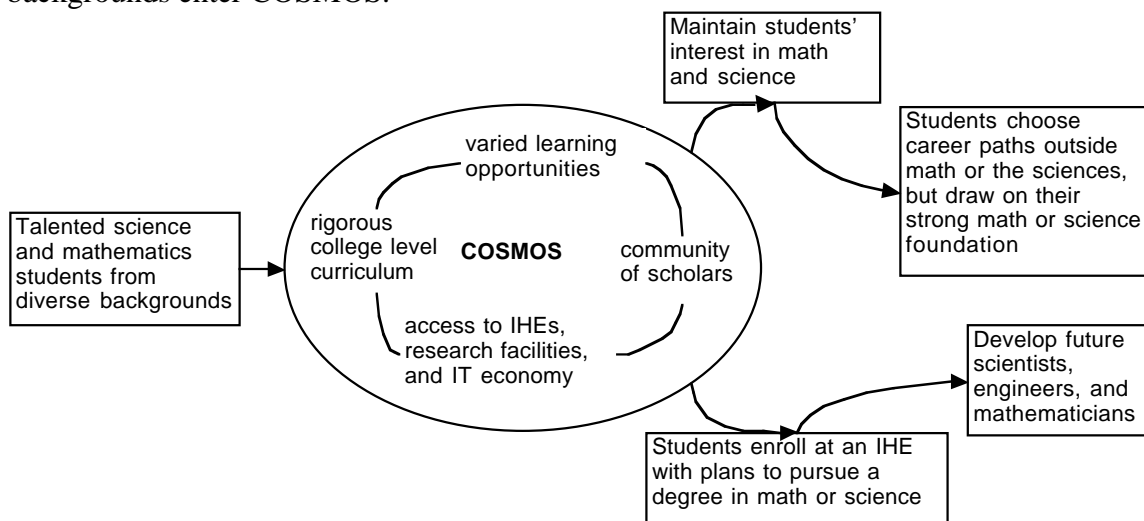 backgrounds enter COSMOS.
Maintain students'
interest in math
and science
Students choose
career paths outside
math or the sciences,
but draw on their
strong math or science
foundation
varied learning
opportunities
Talented science
and mathematics
students from
diverse backgrounds
rigorous
college level
curriculum
COSMOS
community
of scholars
access to IHEs,
research facilities,
and IT economy
Develop future
scientists,
engineers, and
mathematicians
Students enroll at an IHE
with plans to pursue a
degree in math or science